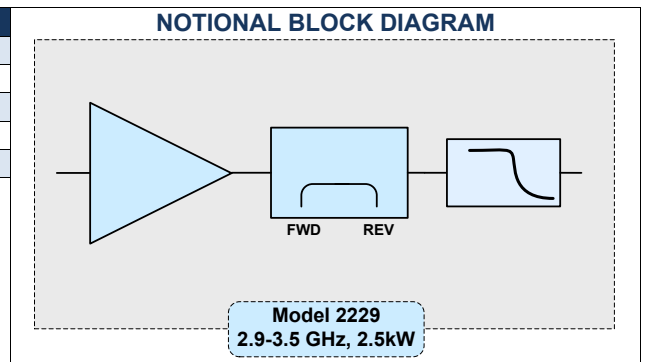 NOTIONAL BLOCK DIAGRAM
FWD REV
Model 2229
2.9-3.5 GHz, 2.5kW